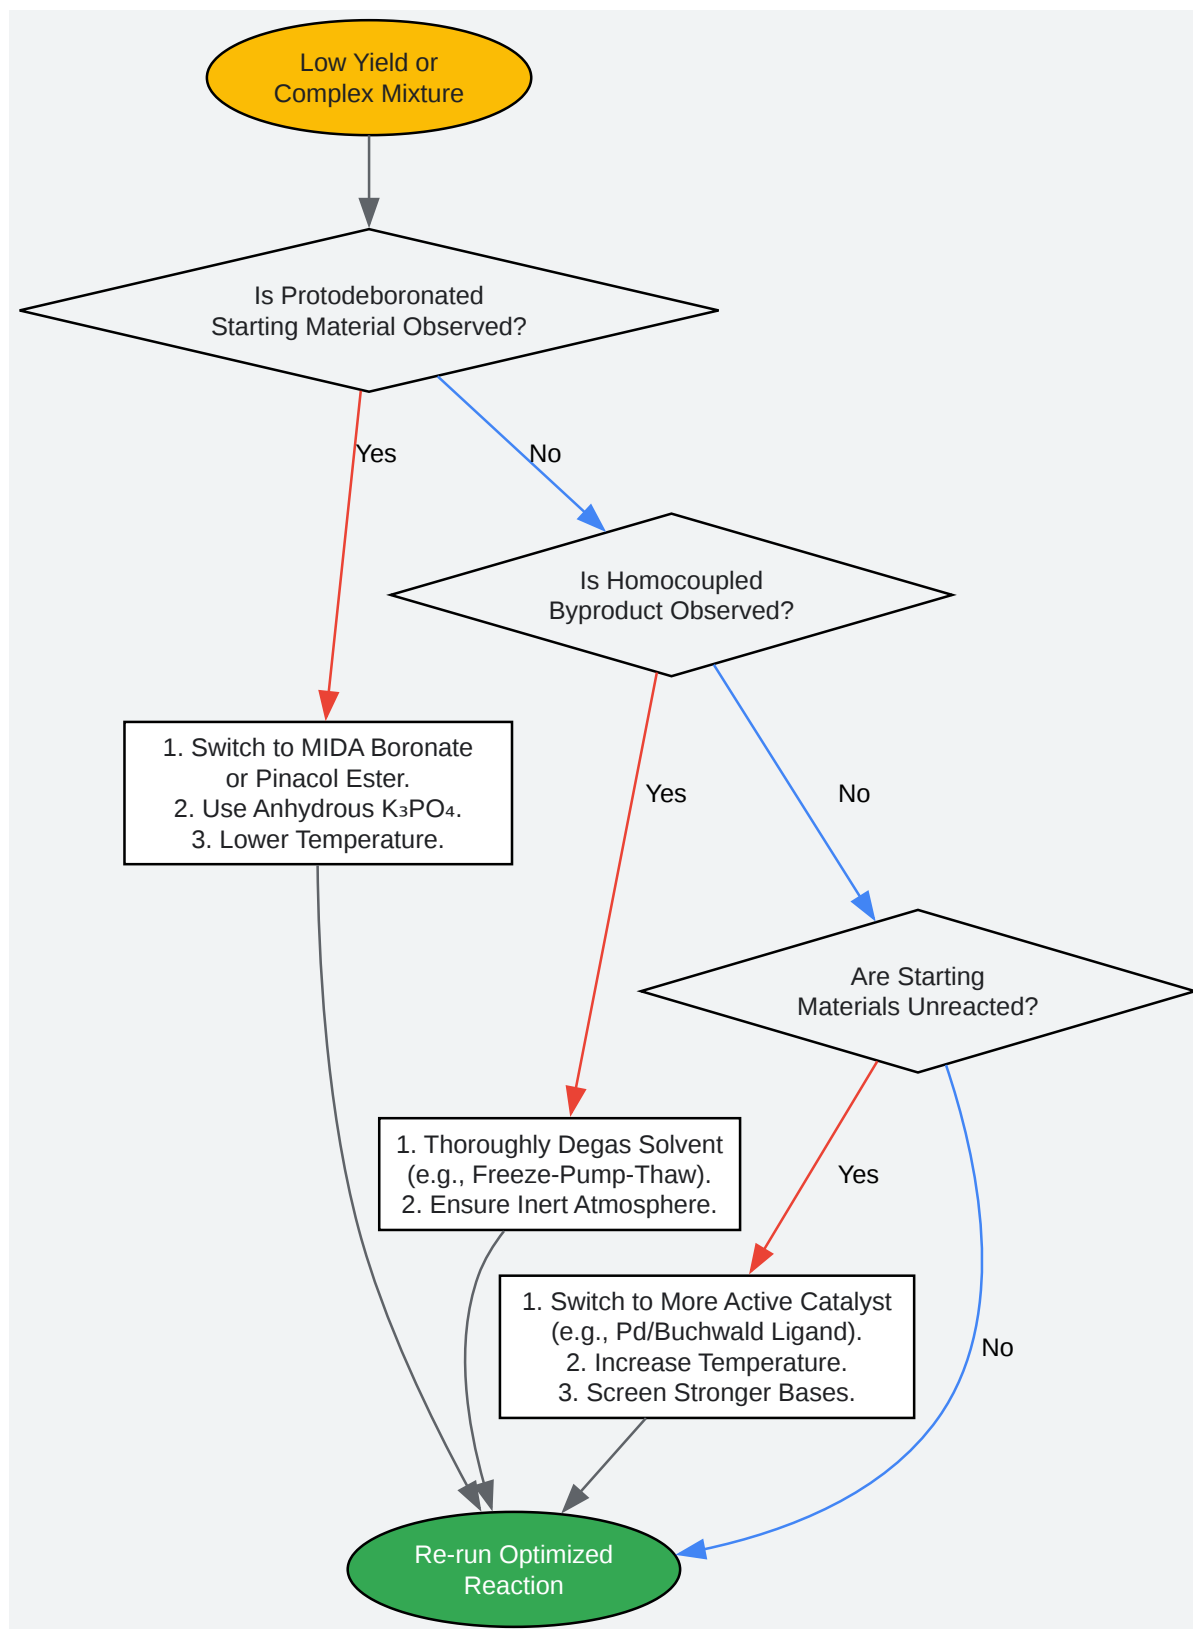 Low Yield or
Complex Mixture
Is Protodeboronated
Starting Material Observed?
Yes
No
Is Homocoupled
Byproduct Observed?
1. Switch to MIDA Boronate
or Pinacol Ester.
2. Use Anhydrous K₃PO₄.
3. Lower Temperature.
Yes
No
Are Starting
Materials Unreacted?
1. Thoroughly Degas Solvent
(e.g., Freeze-Pump-Thaw).
2. Ensure Inert Atmosphere.
Yes
1. Switch to More Active Catalyst
(e.g., Pd/Buchwald Ligand).
2. Increase Temperature.
3. Screen Stronger Bases.
No
Re-run Optimized
Reaction